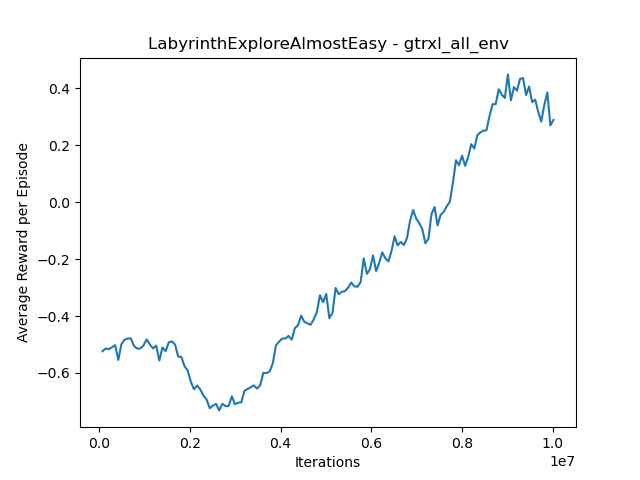 LabyrinthExploreAlmostEasy - gtrxl_all_env
Average Reward per Episode
0.4
0.2
0.0
−0.2
−0.4
−0.6
0.0 0.2 0.4 0.6 0.8 1.0
1e7
Iterations